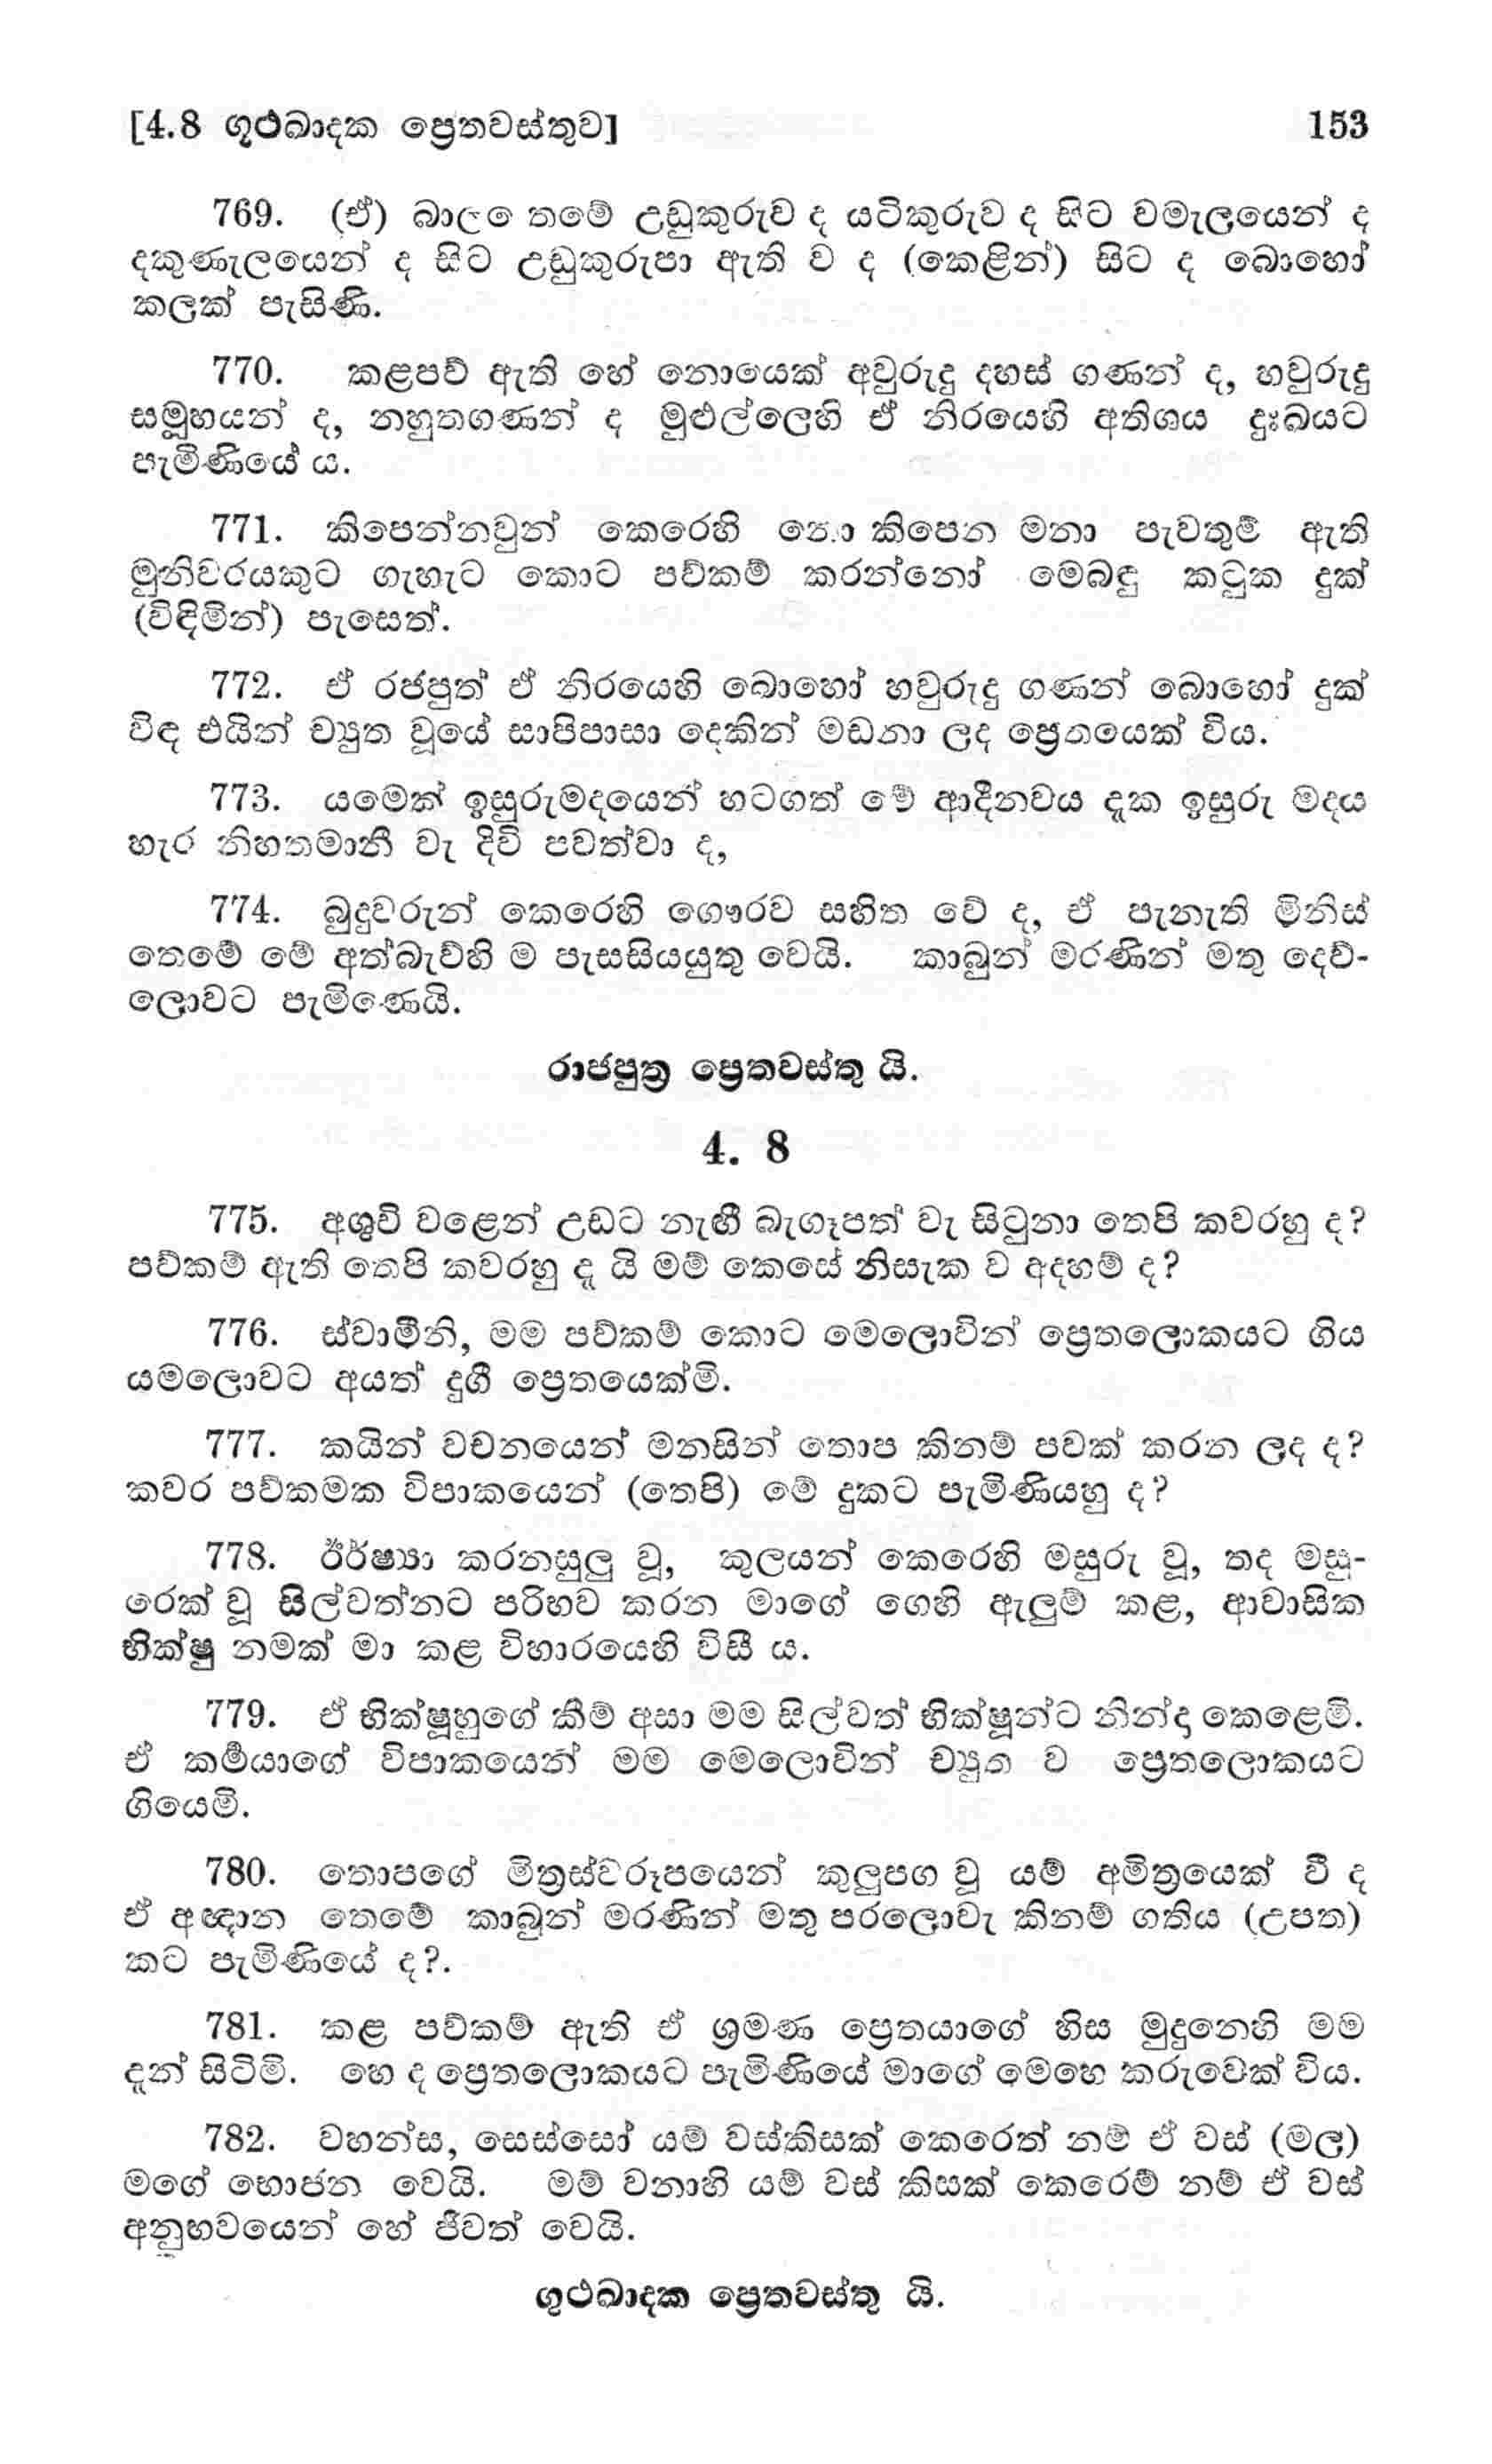 [4.8 ගූථඛාදක ප්‍රෙතවස්තුව] 153
769. (ඒ) බාල තෙමේ උඩුකුරුව ද යටිකුරුව ද සිට වමැලයෙන් ද
දකුණැලයෙන් ද සිට උඩුකුරුපා ඇති ව ද (කෙළින්) සිට ද බොහෝ
කලක් පැසිණි.
770. කළපව් ඇති හේ නොයෙක් අවුරුදු දහස් ගණන් ද, හවුරුදු
සමූහයන් ද, නහුතගණන් ද මුළුල්ලෙහි ඒ නිරයෙහි අතිශය දුඃඛයට
පැමිණියේ ය.
771. කිපෙන්නවුන් කෙරෙහි නො කිපෙන මනා පැවතුම් ඇති
මුනිවරයකුට ගැහැට කොට පව්කම් කරන්නෝ මෙබඳු කටුක දුක්
(විඳිමින්) පැසෙත්.
772. ඒ රජපුත් ඒ නිරයෙහි බොහෝ හවුරුදු ගණන් බොහෝ දුක්
විඳ එයින් ච්‍යුත වූයේ සාපිපාසා දෙකින් මඩනා ලද ප්‍රෙතයෙක් විය.
773. යමෙක් ඉසුරුමදයෙන් හටගත් මේ ආදීනවය දැක ඉසුරු මදය
හැර නිහතමානී වැ දිවි පවත්වා ද,
774. බුදුවරුන් කෙරෙහි ගෞරව සහිත වේ ද, ඒ පැනැති මිනිස්
තෙමේ මේ අත්බැව්හි ම පැසසියයුතු වෙයි. කාබුන් මරණින් මතු දෙව්-
ලොවට පැමිණෙයි.
රාජපුත්‍ර ප්‍රෙතවස්තු යි.
4. 8
775. අශුචි වළෙන් උඩට නැඟී බැගෑපත් වැ සිටුනා තෙපි කවරහු ද?
පව්කම් ඇති තෙපි කවරහු දැ යි මම් කෙසේ නිසැක ව අදහම් ද?
776. ස්වාමීනි, මම පව්කම් කොට මෙලොවින් ප්‍රෙතලොකයට ගිය
යමලොවට අයත් දුගී ප්‍රෙතයෙක්මි.
777. කයින් වචනයෙන් මනසින් තොප කිනම් පවක් කරන ලද ද?
කවර පව්කමක විපාකයෙන් (තෙපි) මේ දුකට පැමිණියහු ද?
778. ඊර්ෂ්‍යා කරනසුලු වූ, කුලයන් කෙරෙහි මසුරු වූ, තද මසු-
රෙක් වූ සිල්වත්නට පරිභව කරන මාගේ ගෙහි ඇලුම් කළ, ආවාසික
භික්ෂු නමක් මා කළ විහාරයෙහි විසී ය.
779. ඒ භික්ෂූහුගේ කීම් අසා මම සිල්වත් භික්ෂූන්ට නින්දා කෙළෙමි.
ඒ කර්‍මයාගේ විපාකයෙන් මම මෙලොවින් ච්‍යුත ව ප්‍රෙතලොකයට
ගියෙමි.
780. තොපගේ මිත්‍රස්වරූපයෙන් කුලුපග වූ යම් අමිත්‍රයෙක් වී ද
ඒ අඥාන තෙමේ කාබුන් මරණින් මතු පරලොවැ කිනම් ගතිය (උපත)
කට පැමිණියේ ද?.
781. කළ පව්කම් ඇති ඒ ශ්‍රමණ ප්‍රෙතයාගේ හිස මුදුනෙහි මම
දැන් සිටිමි. හෙ ද ප්‍රෙතලොකයට පැමිණියේ මාගේ මෙහෙ කරුවෙක් විය.
782. වහන්ස, සෙස්සෝ යම් වස්කිසක් කෙරෙත් නම් ඒ වස් (මල)
මගේ භොජන වෙයි. මම් වනාහි යම් වස් කිසක් කෙරෙම් නම් ඒ වස්
අනුභවයෙන් හේ ජීවත් වෙයි.
ගුථඛාදක ප්‍රෙතවස්තු යි.